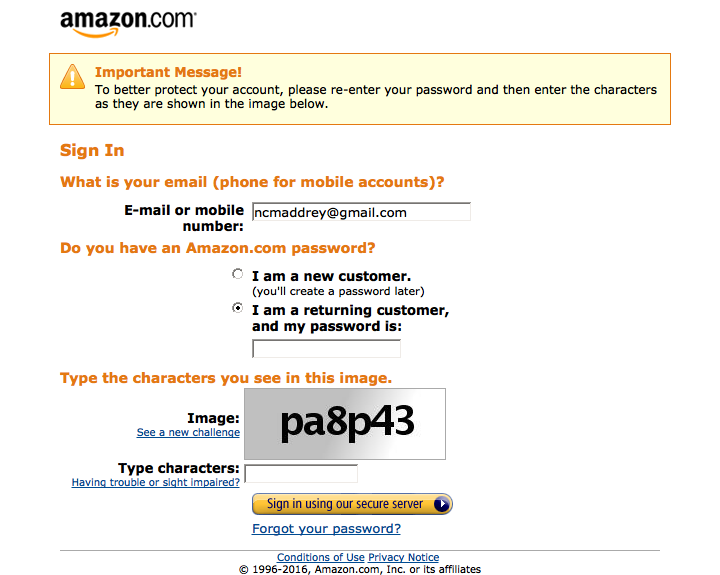 amazon.com
Important Message!
To better protect your account, please re-enter your password and then enter the characters
as they are shown in the image below.
Sign In
What is your email (phone for mobile accounts)?
E-mail or mobile
number:
ncmaddrey@gmail.com
Do you have an Amazon.com password?
I am a new customer.
(you'll create a password later)
I am a returning customer,
and my password is:
Type the characters you see in this image.
Image:
See a new challenge
pa8p43
Type characters:
Having trouble or sight impaired?
Sign in using our secure server
Forgot your password?
Conditions of Use Privacy Notice
© 1996-2016, Amazon.com, Inc. or its affiliates